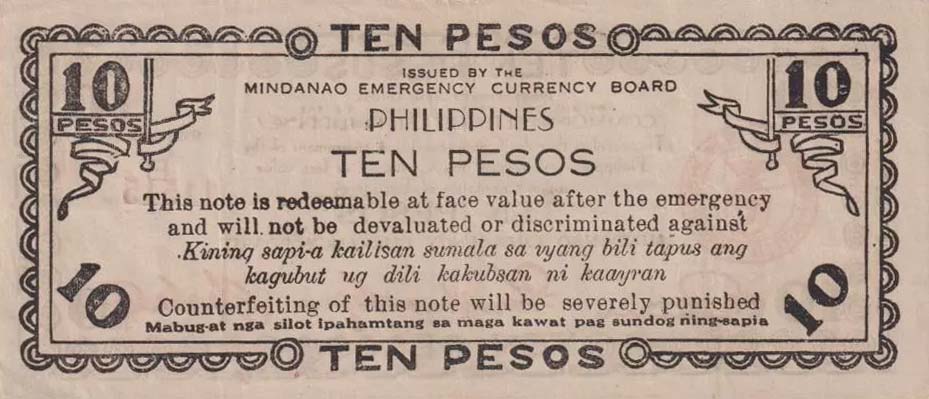 TEN PESOS
10 PESOS
10 PESOS
ISSUED BY THE
MINDANAO EMERGENCY CURRENCY BOARD
PHILIPPINES
TEN PESOS
This note is redeemable at face value after the emergency
and will not be devaluated or discriminated against
Kining sapi-a kailisan sumala sa uyang bili tapus ang
kagubut ug dili kakubsan ni kaayran
10
10
Counterfeiting of this note will be severely punished
Mabug-at nga silot ipahamtang sa maga kawat pag sundog niing-sapia
TEN PESOS